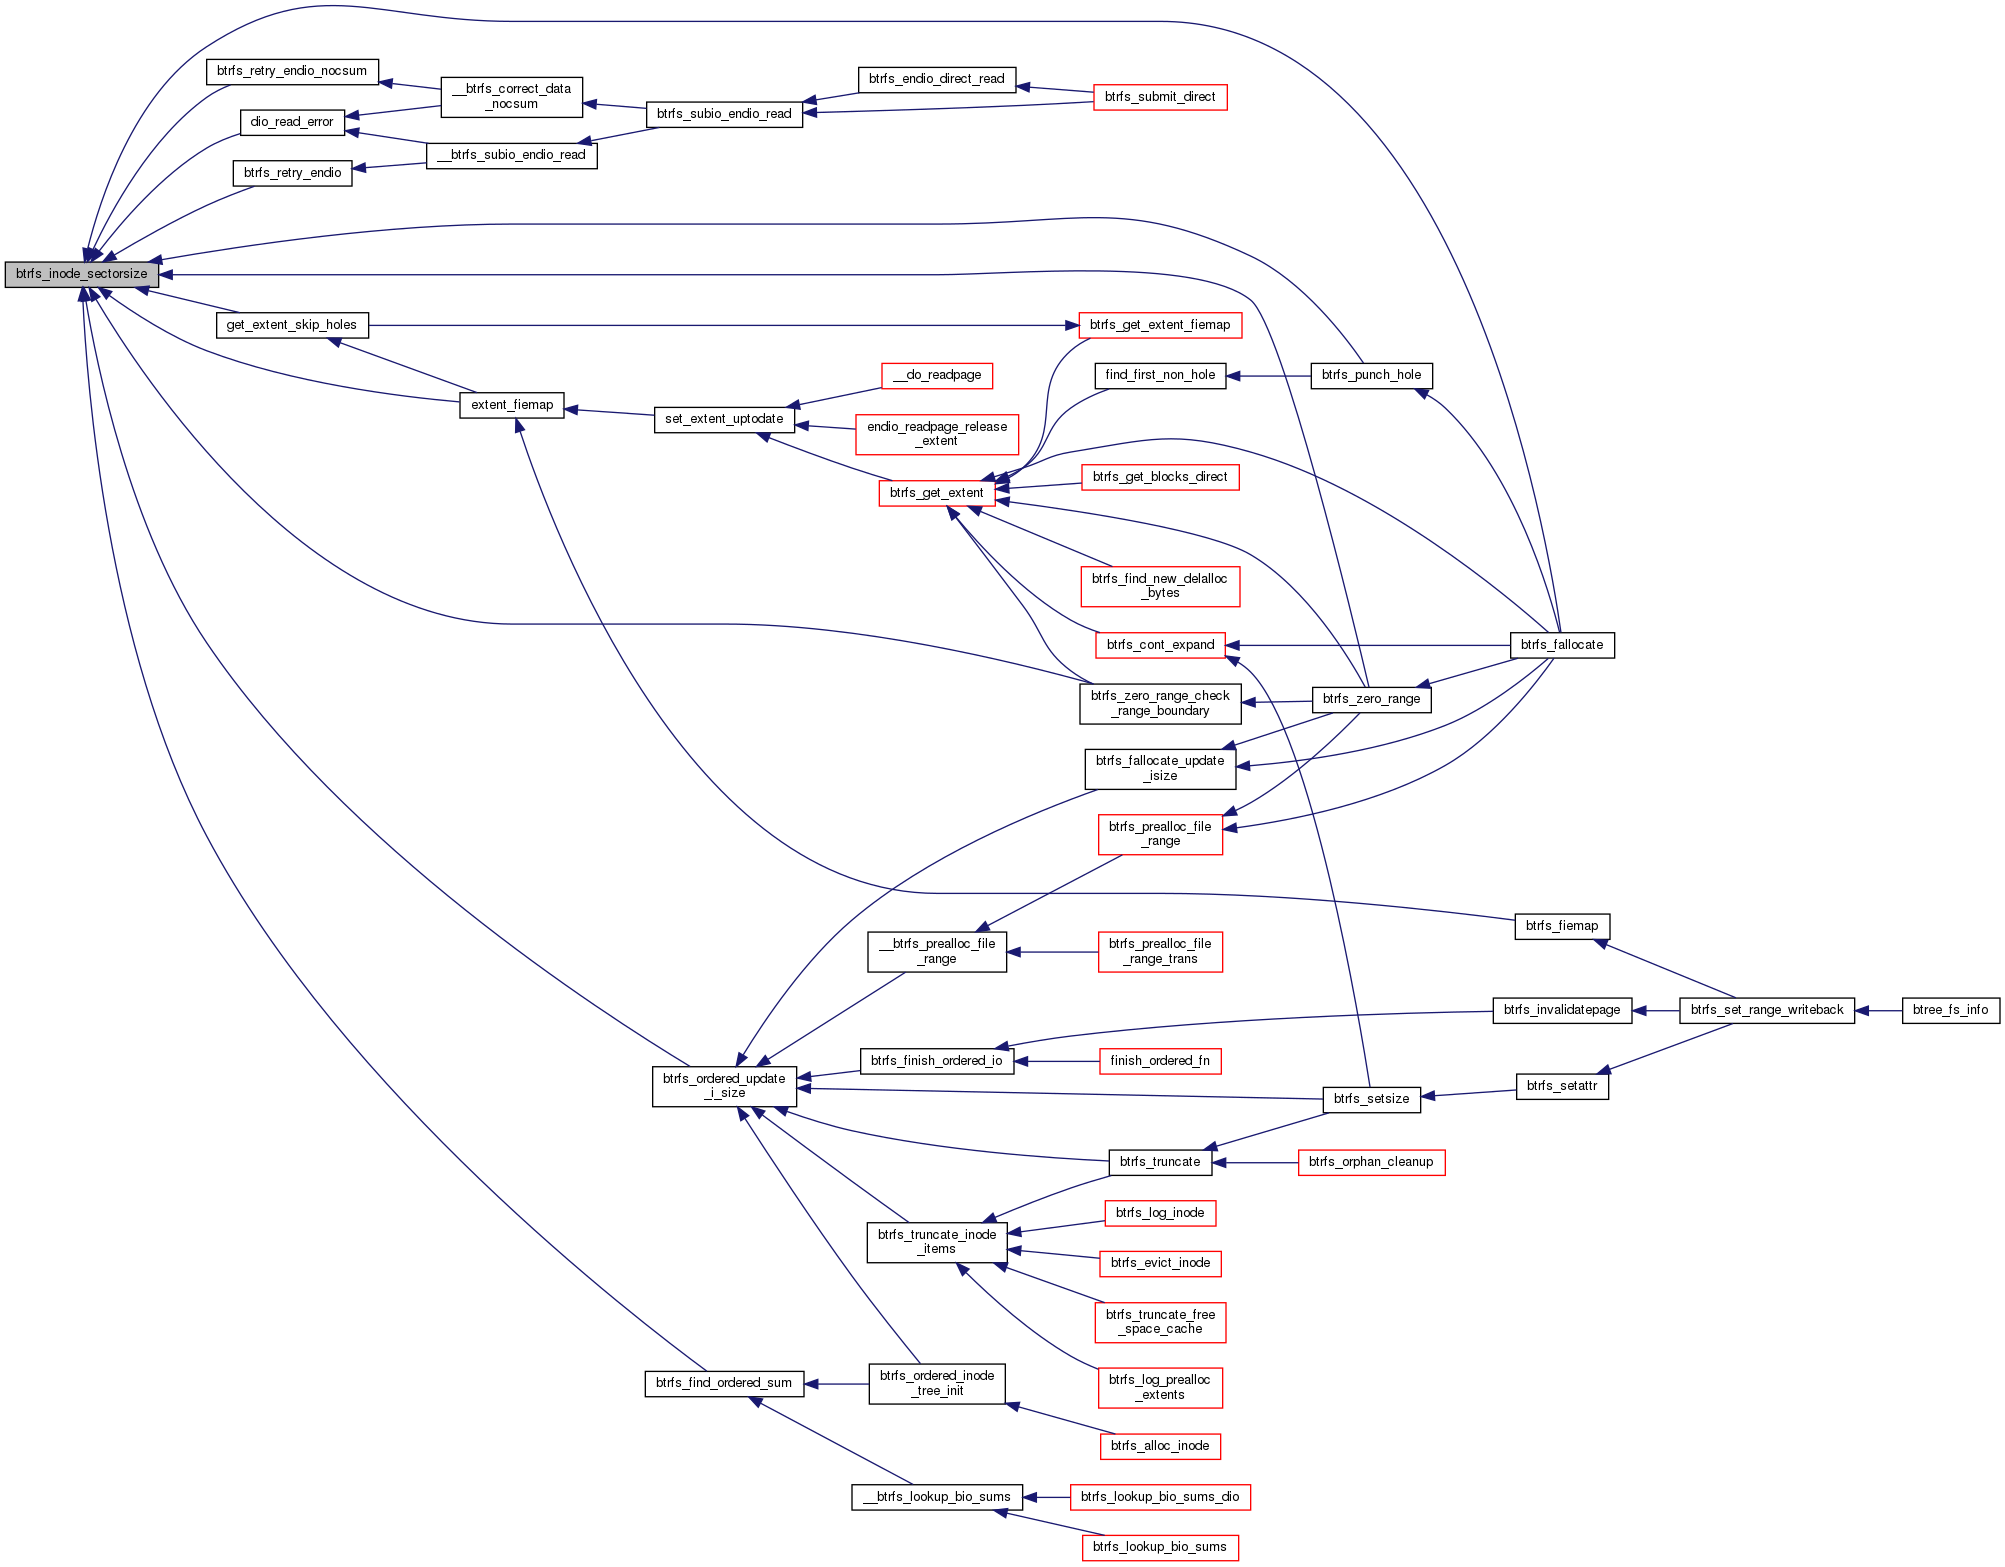 btrfs_retry_endio_nocsum
__btrfs_correct_data
_nocsum
btrfs_endio_direct_read
btrfs_submit_direct
dio_read_error
btrfs_subio_endio_read
__btrfs_subio_endio_read
btrfs_retry_endio
btrfs_inode_sectorsize
get_extent_skip_holes
btrfs_get_extent_fiemap
__do_readpage
find_first_non_hole
btrfs_punch_hole
extent_fiemap
set_extent_uptodate
endio_readpage_release
_extent
btrfs_get_blocks_direct
btrfs_get_extent
btrfs_find_new_delalloc
_bytes
btrfs_cont_expand
btrfs_fallocate
btrfs_zero_range_check
_range_boundary
btrfs_zero_range
btrfs_fallocate_update
_isize
btrfs_prealloc_file
_range
btrfs_fiemap
__btrfs_prealloc_file
_range
btrfs_prealloc_file
_range_trans
btrfs_invalidatepage
btrfs_set_range_writeback
btree_fs_info
btrfs_finish_ordered_io
finish_ordered_fn
btrfs_ordered_update
_i_size
btrfs_setsize
btrfs_setattr
btrfs_truncate
btrfs_orphan_cleanup
btrfs_log_inode
btrfs_truncate_inode
_items
btrfs_evict_inode
btrfs_truncate_free
_space_cache
btrfs_find_ordered_sum
btrfs_ordered_inode
_tree_init
btrfs_log_prealloc
_extents
btrfs_alloc_inode
__btrfs_lookup_bio_sums
btrfs_lookup_bio_sums_dio
btrfs_lookup_bio_sums